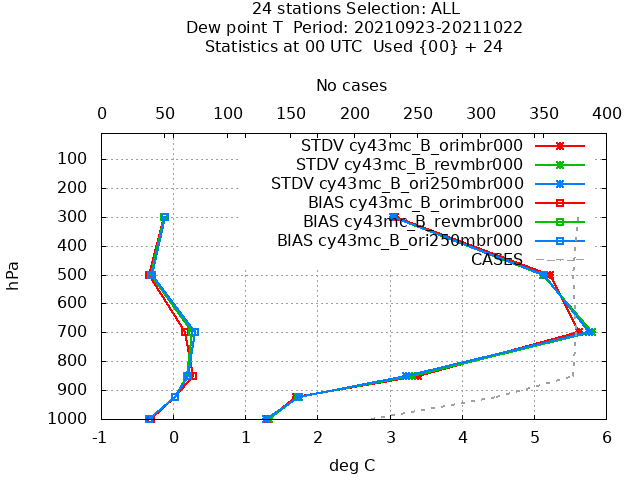 24 stations Selection: ALL
Dew point T  Period: 20210923-20211022
Statistics at 00 UTC  Used {00} + 24
No cases
0 50 100 150 200 250 300 350 400
STDV cy43mc_B_orimbr000
STDV cy43mc_B_revmbr000
STDV cy43mc_B_ori250mbr000
BIAS cy43mc_B_orimbr000
BIAS cy43mc_B_revmbr000
BIAS cy43mc_B_ori250mbr000
CASES
hPa
100
200
300
400
500
600
700
800
900
1000
-1 0 1 2 3 4 5 6
deg C